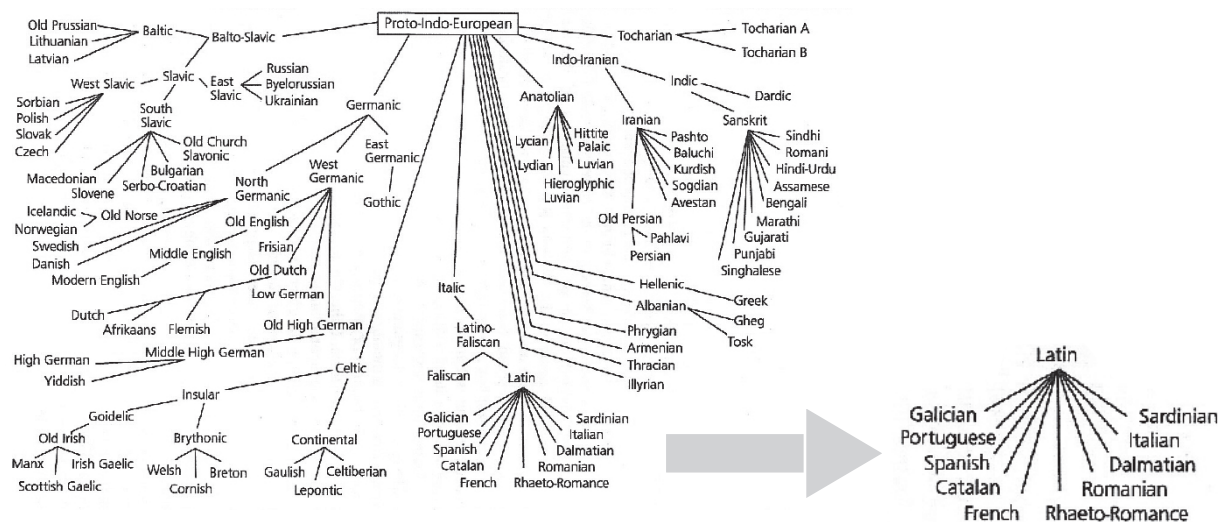 Proto-Indo-European
Old Prussian
Lithuanian
Latvian
Baltic
Balto-Slavic
West Slavic
Slavic
East
Slavic
Russian
Byelorussian
Ukrainian
Sorbian
Polish
Slovak
Czech
South
Slavic
Old Church
Slavonic
Bulgarian
Serbo-Croatian
Macedonian
Slovene
Germanic
North
Germanic
West
Germanic
East
Germanic
Gothic
Icelandic
Norwegian
Old Norse
Swedish
Danish
Old English
Middle English
Modern English
Frisian
Old Dutch
Low German
Dutch
Afrikaans
Flemish
Old High German
Middle High German
High German
Yiddish
Celtic
Insular
Goidelic
Old Irish
Manx
Irish Gaelic
Scottish Gaelic
Brythonic
Welsh
Breton
Cornish
Continental
Gaulish
Celtiberian
Lepontic
Italic
Latino-
Faliscan
Faliscan
Latin
Galician
Portuguese
Spanish
Catalan
French
Sardinian
Italian
Dalmatian
Romanian
Rhaeto-Romance
Tocharian
Tocharian A
Tocharian B
Indo-Iranian
Indic
Dardic
Anatolian
Lycian
Hittite
Palaic
Lydian
Luvian
Hieroglyphic
Luvian
Iranian
Pashto
Baluchi
Kurdish
Sogdian
Avestan
Old Persian
Pahlavi
Persian
Sanskrit
Sindhi
Romani
Hindi-Urdu
Assamese
Bengali
Marathi
Gujarati
Punjabi
Singhalese
Hellenic
Greek
Albanian
Gheg
Tosk
Phrygian
Armenian
Thracian
Illyrian
Latin
Galician
Portuguese
Spanish
Catalan
French
Sardinian
Italian
Dalmatian
Romanian
Rhaeto-Romance